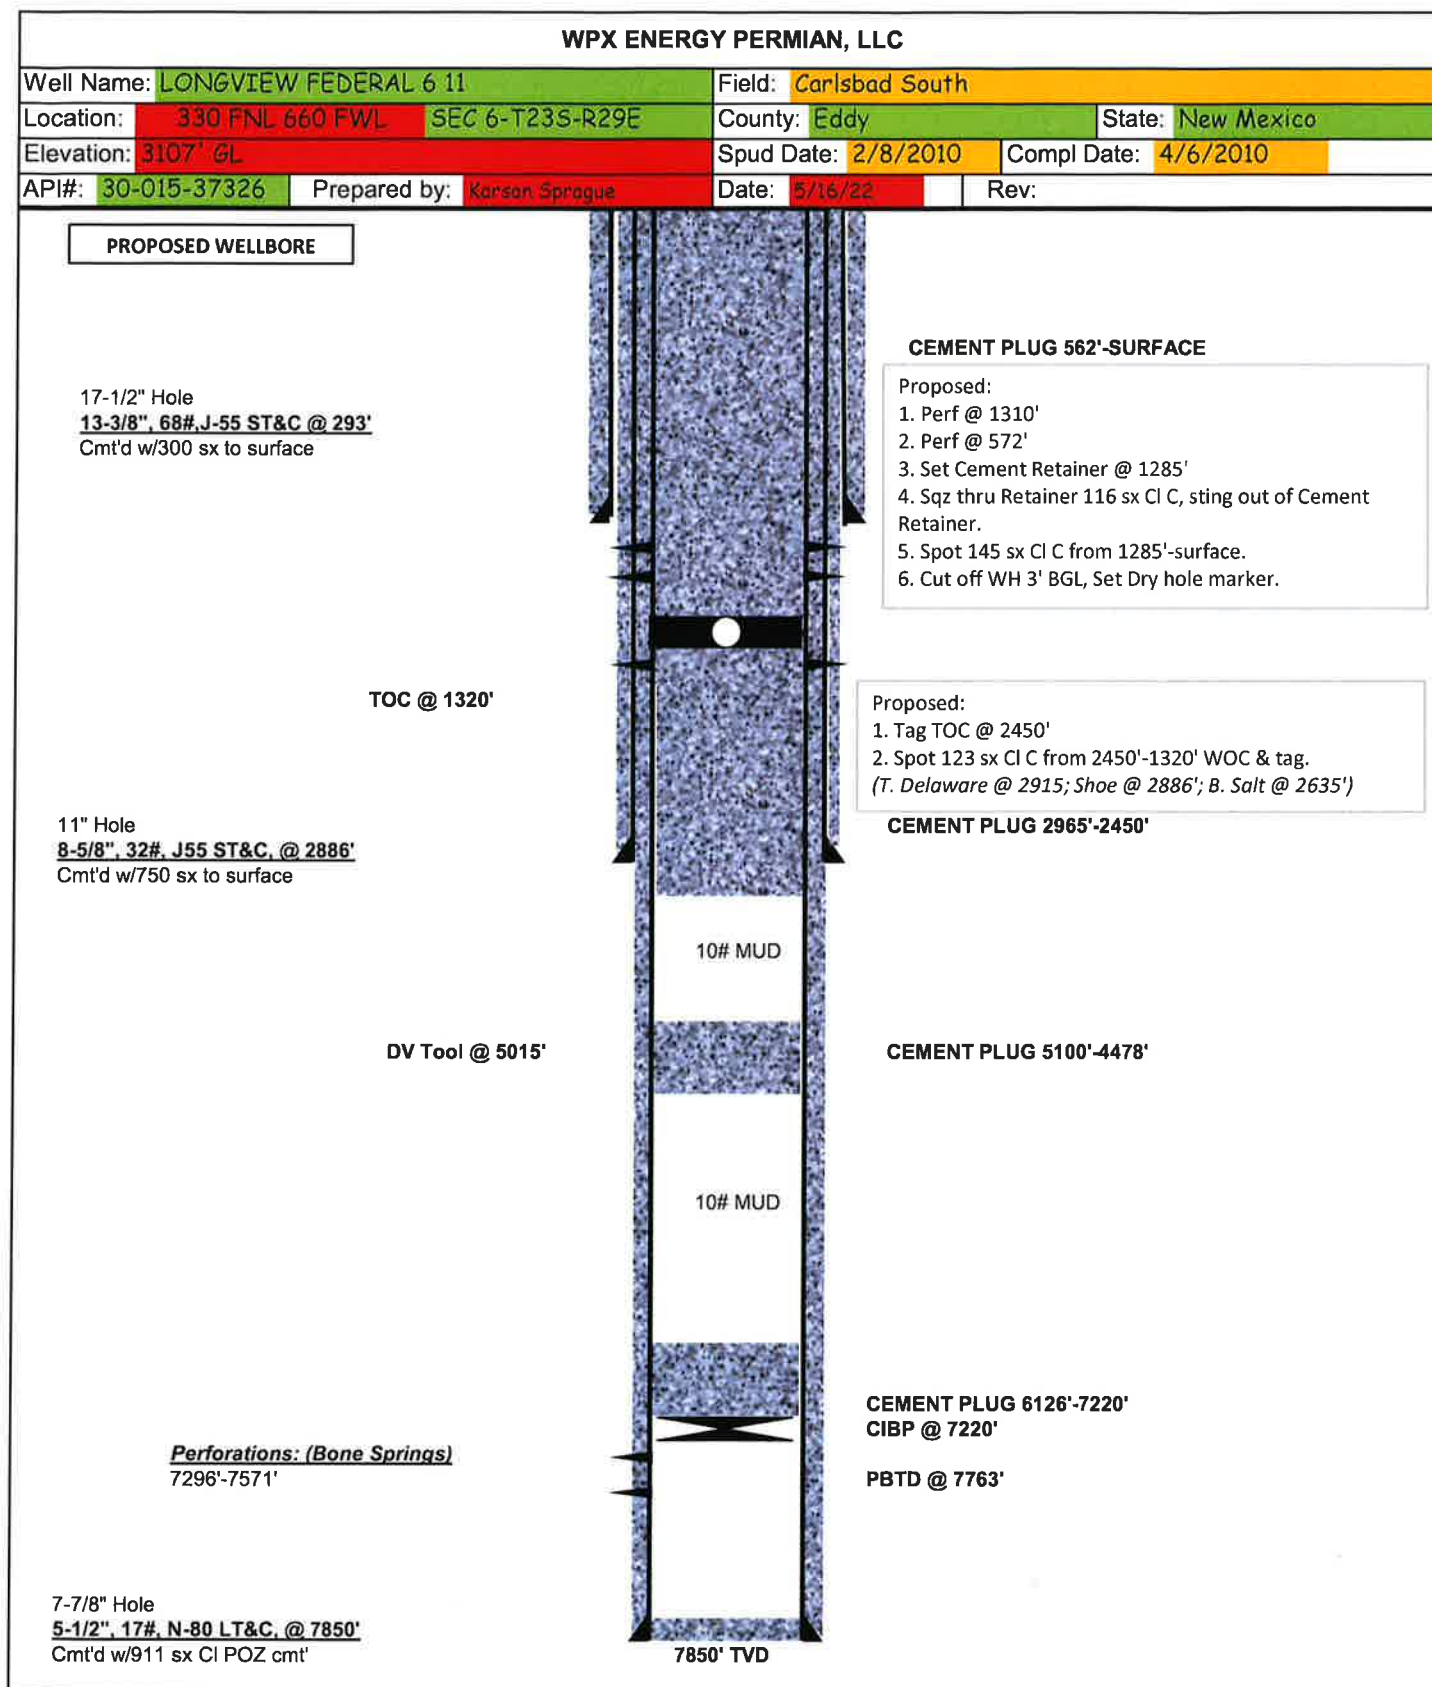 WPX ENERGY PERMIAN, LLC
Well Name: LONGVIEW FEDERAL 6 11 Field: Carlsbad South
Location: 330 FNL 660 FWL SEC 6-T23S-R29E County: Eddy State: New Mexico
Elevation: 3107' GL Spud Date: 2/8/2010 Compl Date: 4/6/2010
API#: 30-015-37326 Prepared by: Karsan Sprague Date: 5/16/22 Rev:
PROPOSED WELLBORE
CEMENT PLUG 562'-SURFACE
Proposed:
1. Perf @ 1310'
2. Perf @ 572'
3. Set Cement Retainer @ 1285'
4. Sqz thru Retainer 116 sx Cl C, sting out of Cement
Retainer.
5. Spot 145 sx Cl C from 1285'-surface.
6. Cut off WH 3' BGL, Set Dry hole marker.
17-1/2" Hole
13-3/8", 68#,J-55 ST&C @ 293'
Cmt'd w/300 sx to surface
TOC @ 1320'
Proposed:
1. Tag TOC @ 2450'
2. Spot 123 sx Cl C from 2450'-1320' WOC & tag.
(T. Delaware @ 2915; Shoe @ 2886'; B. Salt @ 2635')
CEMENT PLUG 2965'-2450'
11" Hole
8-5/8", 32#, J55 ST&C, @ 2886'
Cmt'd w/750 sx to surface
10# MUD
DV Tool @ 5015'
CEMENT PLUG 5100'-4478'
10# MUD
CEMENT PLUG 6126'-7220'
CIBP @ 7220'
Perforations: (Bone Springs)
7296'-7571'
PBTD @ 7763'
7-7/8" Hole
5-1/2", 17#, N-80 LT&C, @ 7850'
Cmt'd w/911 sx Cl POZ cmt'
7850' TVD